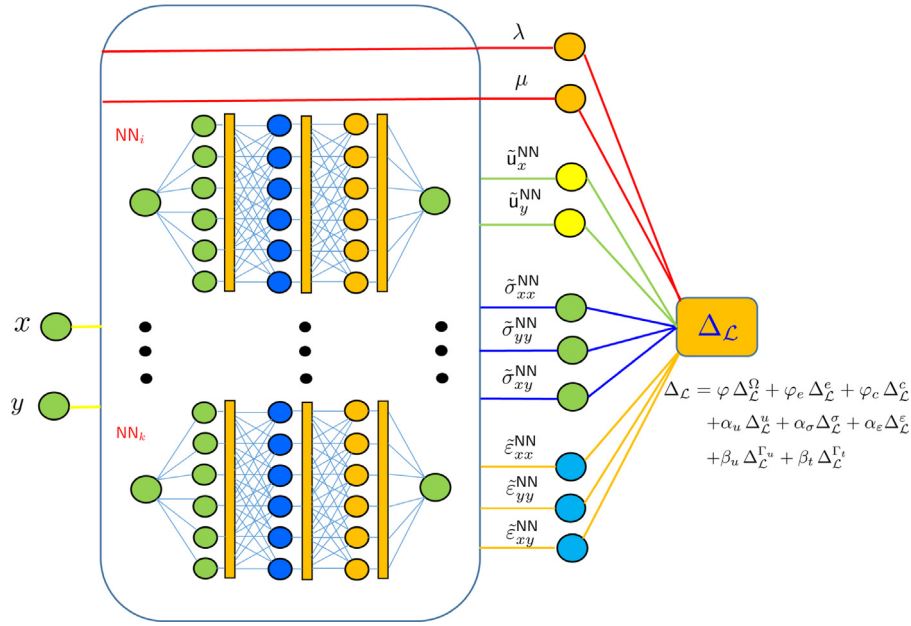 λ
μ
NN_i
ũ_x^NN
ũ_y^NN
σ̃_xx^NN
x
σ̃_yy^NN
Δ_ℒ
σ̃_xy^NN
y
Δ_ℒ = φ Δ_ℒ^Ω + φ_e Δ_ℒ^e + φ_c Δ_ℒ^c
+ α_u Δ_ℒ^u + α_σ Δ_ℒ^σ + α_ε Δ_ℒ^ε
+ β_u Δ_ℒ^Γ_u + β_t Δ_ℒ^Γ_t
NN_k
ε̃_xx^NN
ε̃_yy^NN
ε̃_xy^NN